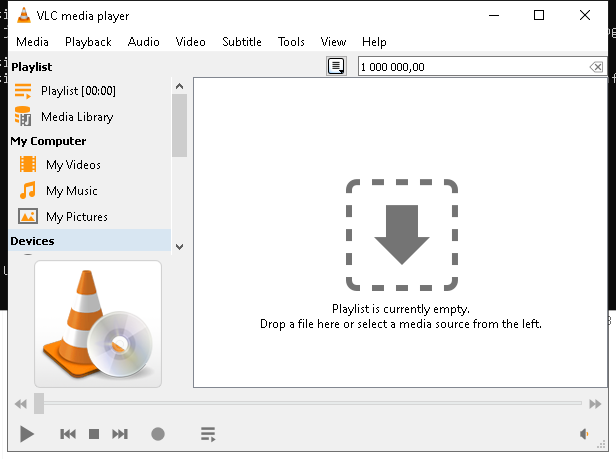 VLC media player
Media Playback Audio Video Subtitle Tools View Help
Playlist
1 000 000,00
Playlist [00:00]
Media Library
My Computer
My Videos
My Music
My Pictures
Devices
Playlist is currently empty.
Drop a file here or select a media source from the left.